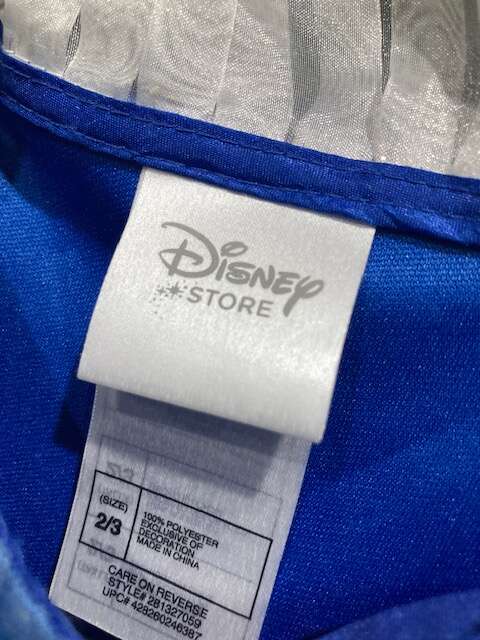 Disney
STORE
(SIZE)
2/3
100% POLYESTER
EXCLUSIVE OF
DECORATION
MADE IN CHINA
CARE ON REVERSE
STYLE# 2B1327059
UPC# 428260246387